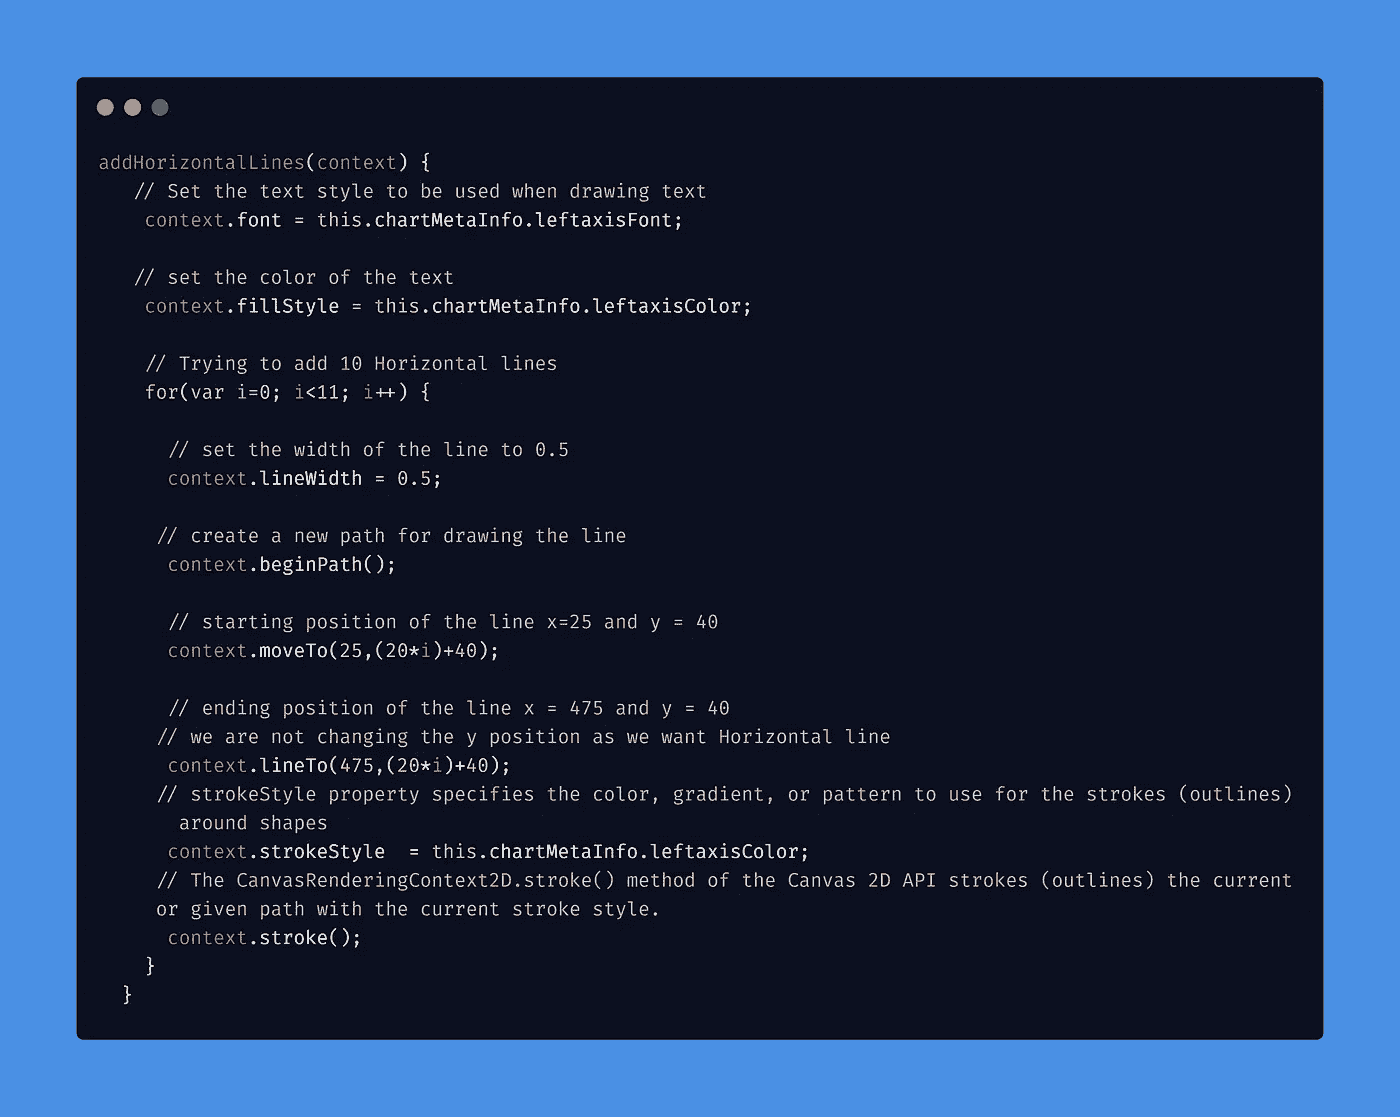 addHorizontalLines(context) {
// Set the text style to be used when drawing text
context.font = this.chartMetaInfo.leftaxisFont;
// set the color of the text
context.fillStyle = this.chartMetaInfo.leftaxisColor;
// Trying to add 10 Horizontal lines
for(var i=0; i<11; i++) {
// set the width of the line to 0.5
context.lineWidth = 0.5;
// create a new path for drawing the line
context.beginPath();
// starting position of the line x=25 and y = 40
context.moveTo(25,(20*i)+40);
// ending position of the line x = 475 and y = 40
// we are not changing the y position as we want Horizontal line
context.lineTo(475,(20*i)+40);
// strokeStyle property specifies the color, gradient, or pattern to use for the strokes (outlines)
around shapes
context.strokeStyle  = this.chartMetaInfo.leftaxisColor;
// The CanvasRenderingContext2D.stroke() method of the Canvas 2D API strokes (outlines) the current
or given path with the current stroke style.
context.stroke();
}
}